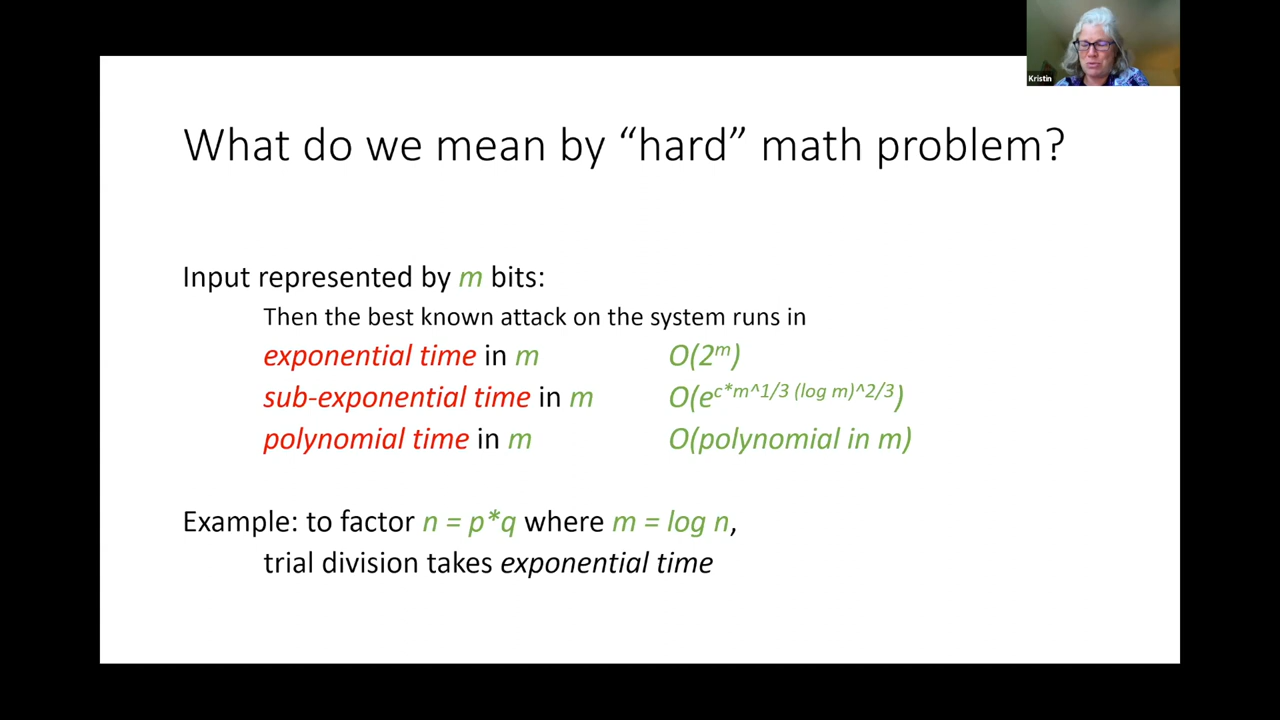 Kristin
What do we mean by “hard” math problem?
Input represented by m bits:
Then the best known attack on the system runs in
exponential time in m O(2^m)
sub-exponential time in m O(e^c*m^1/3 (log m)^2/3)
polynomial time in m O(polynomial in m)
Example: to factor n = p*q where m = log n,
trial division takes exponential time